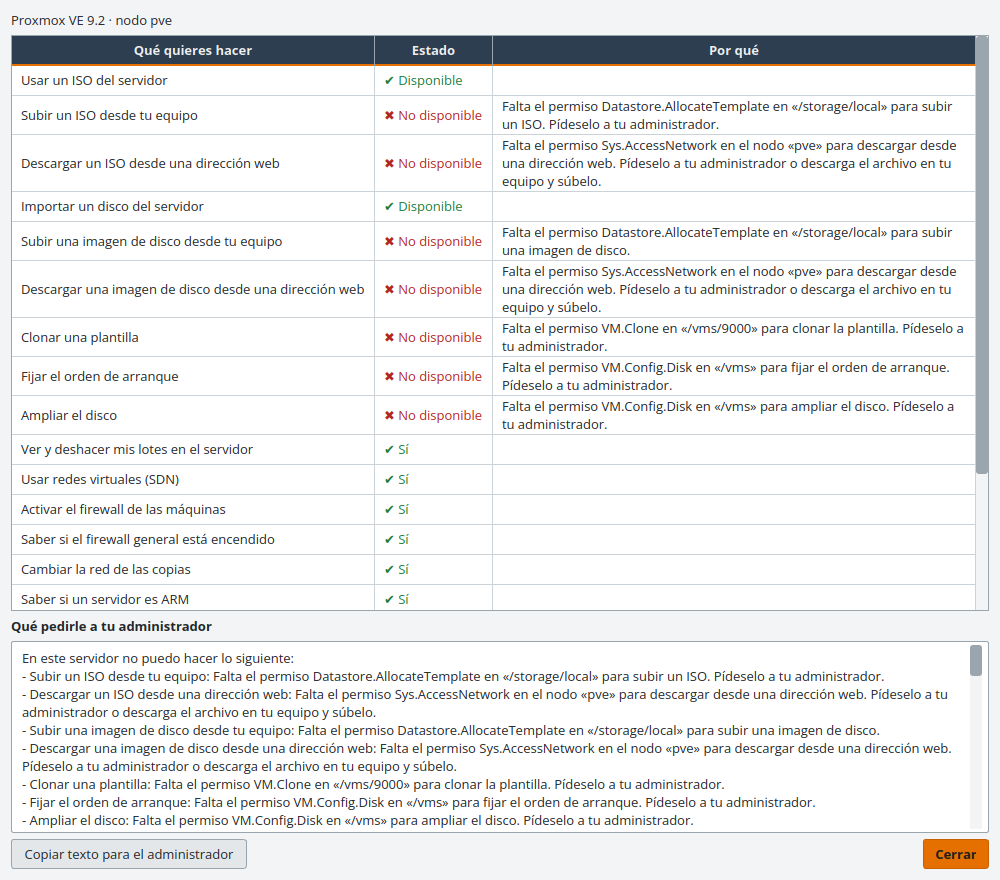 Proxmox VE 9.2 · nodo pve
Qué quieres hacer Estado Por qué
Usar un ISO del servidor ✔ Disponible
Subir un ISO desde tu equipo ✖ No disponible Falta el permiso Datastore.AllocateTemplate en «/storage/local» para subir
un ISO. Pídeselo a tu administrador.
Descargar un ISO desde una dirección web ✖ No disponible Falta el permiso Sys.AccessNetwork en el nodo «pve» para descargar desde
una dirección web. Pídeselo a tu administrador o descarga el archivo en tu
equipo y súbelo.
Importar un disco del servidor ✔ Disponible
Subir una imagen de disco desde tu equipo ✖ No disponible Falta el permiso Datastore.AllocateTemplate en «/storage/local» para subir
una imagen de disco.
Descargar una imagen de disco desde una dirección web ✖ No disponible Falta el permiso Sys.AccessNetwork en el nodo «pve» para descargar desde
una dirección web. Pídeselo a tu administrador o descarga el archivo en tu
equipo y súbelo.
Clonar una plantilla ✖ No disponible Falta el permiso VM.Clone en «/vms/9000» para clonar la plantilla. Pídeselo a
tu administrador.
Fijar el orden de arranque ✖ No disponible Falta el permiso VM.Config.Disk en «/vms» para fijar el orden de arranque.
Pídeselo a tu administrador.
Ampliar el disco ✖ No disponible Falta el permiso VM.Config.Disk en «/vms» para ampliar el disco. Pídeselo a
tu administrador.
Ver y deshacer mis lotes en el servidor ✔ Sí
Usar redes virtuales (SDN) ✔ Sí
Activar el firewall de las máquinas ✔ Sí
Saber si el firewall general está encendido ✔ Sí
Cambiar la red de las copias ✔ Sí
Saber si un servidor es ARM ✔ Sí
Qué pedirle a tu administrador
En este servidor no puedo hacer lo siguiente:
- Subir un ISO desde tu equipo: Falta el permiso Datastore.AllocateTemplate en «/storage/local» para subir un ISO. Pídeselo a tu administrador.
- Descargar un ISO desde una dirección web: Falta el permiso Sys.AccessNetwork en el nodo «pve» para descargar desde una dirección web. Pídeselo a tu
administrador o descarga el archivo en tu equipo y súbelo.
- Subir una imagen de disco desde tu equipo: Falta el permiso Datastore.AllocateTemplate en «/storage/local» para subir una imagen de disco.
- Descargar una imagen de disco desde una dirección web: Falta el permiso Sys.AccessNetwork en el nodo «pve» para descargar desde una dirección web.
Pídeselo a tu administrador o descarga el archivo en tu equipo y súbelo.
- Clonar una plantilla: Falta el permiso VM.Clone en «/vms/9000» para clonar la plantilla. Pídeselo a tu administrador.
- Fijar el orden de arranque: Falta el permiso VM.Config.Disk en «/vms» para fijar el orden de arranque. Pídeselo a tu administrador.
- Ampliar el disco: Falta el permiso VM.Config.Disk en «/vms» para ampliar el disco. Pídeselo a tu administrador.
Copiar texto para el administrador Cerrar